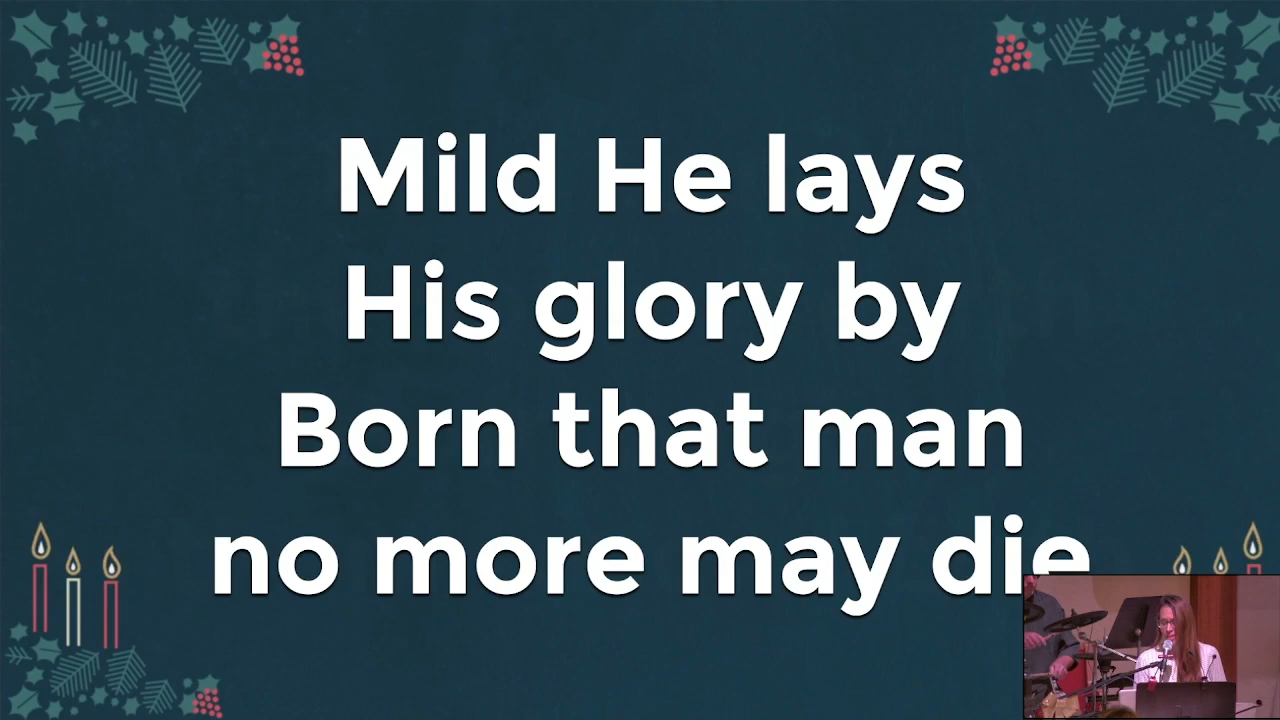 Mild He lays
His glory by
Born that man
no more may die